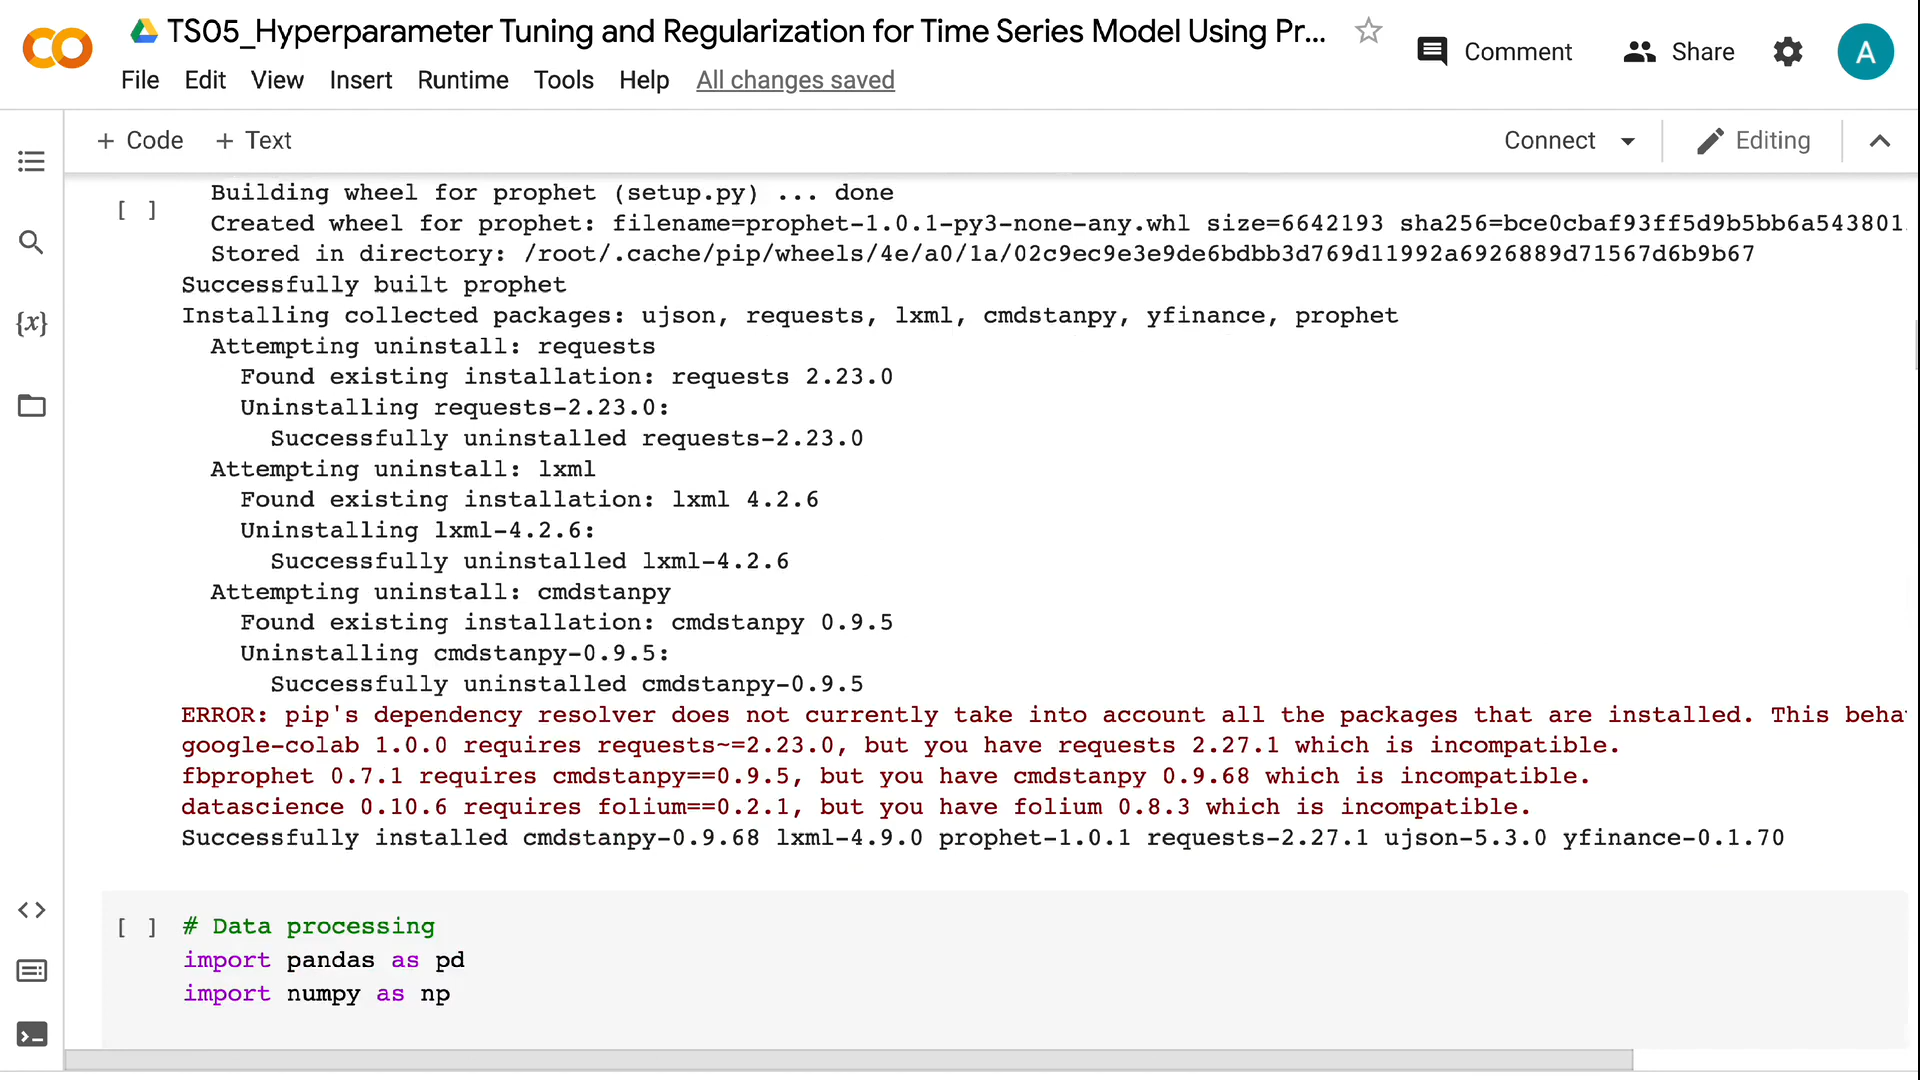 TS05_Hyperparameter Tuning and Regularization for Time Series Model Using Pr...
Comment
Share
A
File Edit View Insert Runtime Tools Help All changes saved
+ Code + Text
Connect
Editing
[ ]
Building wheel for prophet (setup.py) ... done
Created wheel for prophet: filename=prophet-1.0.1-py3-none-any.whl size=6642193 sha256=bce0cbaf93ff5d9b5bb6a543801
Stored in directory: /root/.cache/pip/wheels/4e/a0/1a/02c9ec9e3e9de6bdbb3d769d11992a6926889d71567d6b9b67
Successfully built prophet
Installing collected packages: ujson, requests, lxml, cmdstanpy, yfinance, prophet
Attempting uninstall: requests
Found existing installation: requests 2.23.0
Uninstalling requests-2.23.0:
Successfully uninstalled requests-2.23.0
Attempting uninstall: lxml
Found existing installation: lxml 4.2.6
Uninstalling lxml-4.2.6:
Successfully uninstalled lxml-4.2.6
Attempting uninstall: cmdstanpy
Found existing installation: cmdstanpy 0.9.5
Uninstalling cmdstanpy-0.9.5:
Successfully uninstalled cmdstanpy-0.9.5
ERROR: pip's dependency resolver does not currently take into account all the packages that are installed. This beha
google-colab 1.0.0 requires requests~=2.23.0, but you have requests 2.27.1 which is incompatible.
fbprophet 0.7.1 requires cmdstanpy==0.9.5, but you have cmdstanpy 0.9.68 which is incompatible.
datascience 0.10.6 requires folium==0.2.1, but you have folium 0.8.3 which is incompatible.
Successfully installed cmdstanpy-0.9.68 lxml-4.9.0 prophet-1.0.1 requests-2.27.1 ujson-5.3.0 yfinance-0.1.70
[ ] # Data processing
import pandas as pd
import numpy as np